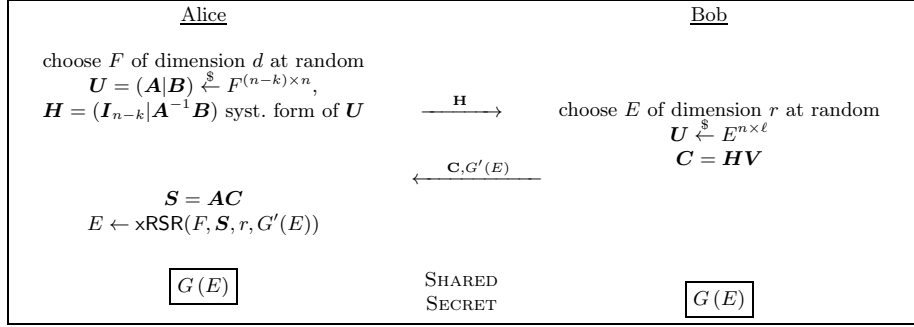 Alice Bob
choose F of dimension d at random
U = (A|B) $← F^{(n−k)×n},
H = (I_{n−k}|A^{−1}B) syst. form of U
H
choose E of dimension r at random
U $← E^{n×ℓ}
C = HV
C,G′(E)
S = AC
E ← xRSR(F, S, r, G′(E))
G (E)
SHARED
SECRET
G (E)